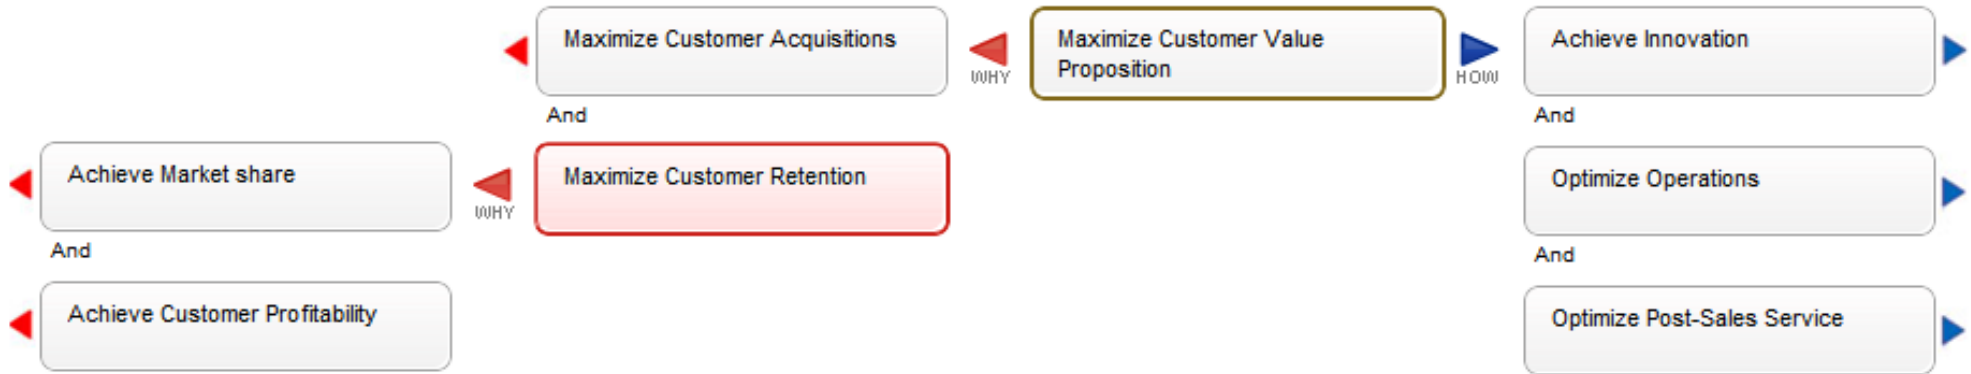 Maximize Customer Acquisitions
WHY
Maximize Customer Value
Proposition
HOW
Achieve Innovation
And
And
Achieve Market share
WHY
Maximize Customer Retention
Optimize Operations
And
And
Achieve Customer Profitability
Optimize Post-Sales Service